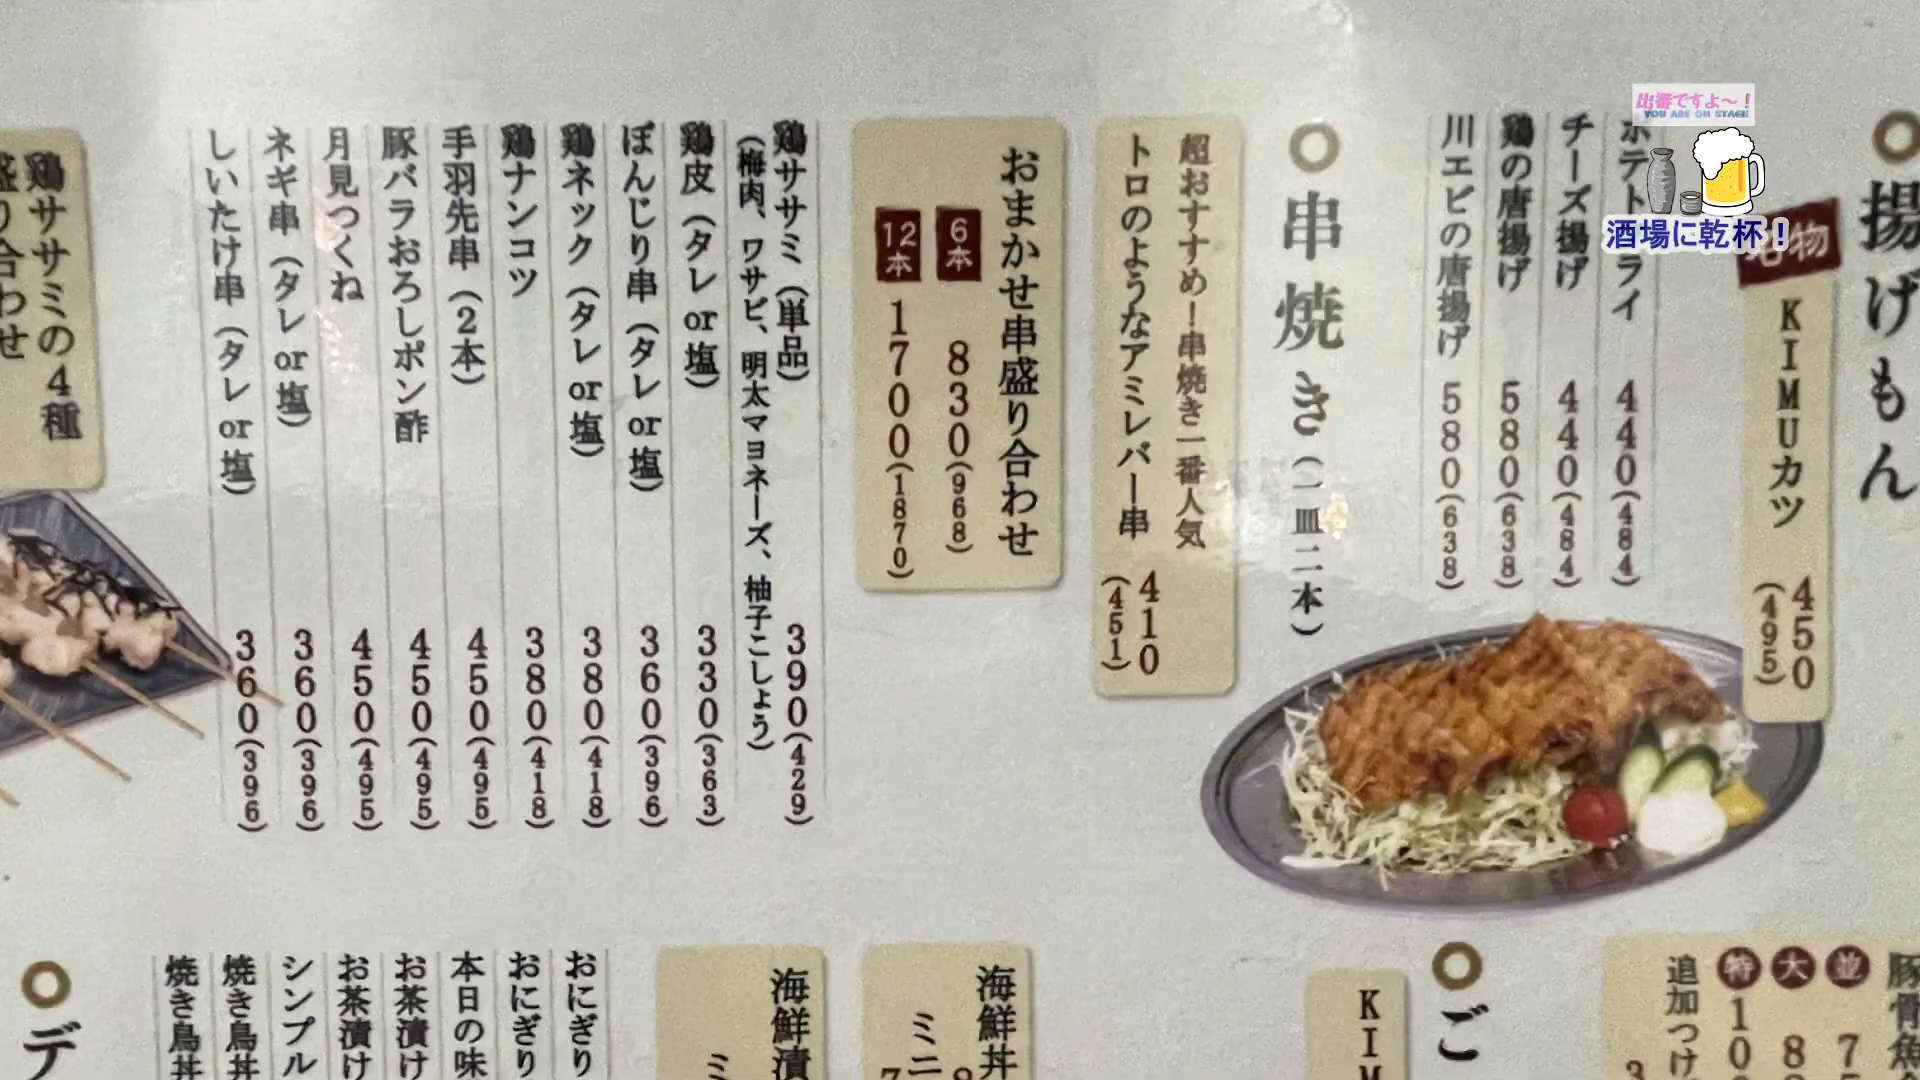 出番ですよ～！
YOU ARE ON STAGE
酒場に乾杯！
揚げもん
名物
KIMUカツ 450(495)
ポテトフライ 440(484)
チーズ揚げ 440(484)
鶏の唐揚げ 580(638)
川エビの唐揚げ 580(638)
串焼き(一皿二本)
超おすすめ！串焼き一番人気
トロのようなアミレバー串 410(451)
おまかせ串盛り合わせ
6本 830(968)
12本 1700(1870)
鶏ササミ(単品) 390(429)
(梅肉、ワサビ、明太マヨネーズ、柚子こしょう)
鶏皮(タレ or 塩) 330(363)
ぼんじり串(タレ or 塩) 360(396)
鶏ネック(タレ or 塩) 380(418)
鶏ナンコツ 380(418)
手羽先串(2本) 450(495)
豚バラおろしポン酢 450(495)
月見つくね 450(495)
ネギ串(タレ or 塩) 360(396)
しいたけ串(タレ or 塩) 360(396)
鶏ササミの4種
盛り合わせ
並 7
大 8
特 10
追加つけ
ご
KIM
海鮮丼
ミニ
海鮮漬
ミ
おにぎり
おにぎり
本日の味
お茶漬け
お茶漬け
シンプル
焼き鳥丼
焼き鳥丼
デ